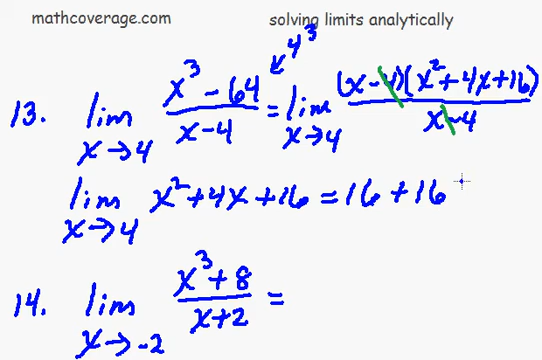 mathcoverage.com solving limits analytically
4³
13. lim x→4 (x³ - 64)/(x - 4) = lim x→4 ((x - 4)(x² + 4x + 16))/(x - 4)
lim x→4 x² + 4x + 16 = 16 + 16
14. lim x→-2 (x³ + 8)/(x + 2) =